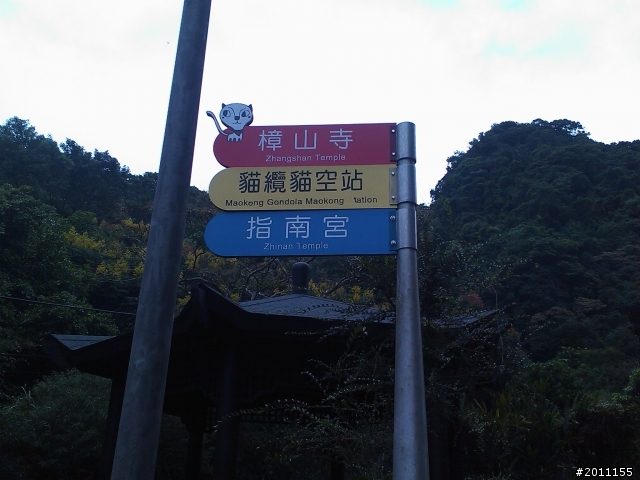 樟山寺
Zhangshan Temple
貓纜貓空站
Maokong Gondola Maokong tation
指南宮
Zhinan Temple
#2011155